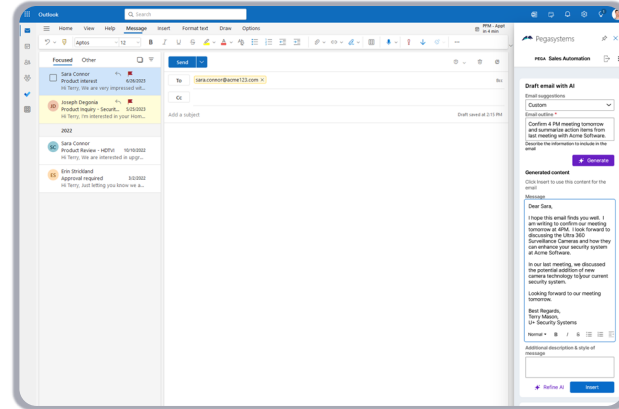 Outlook
Search
Home View Help Message Insert Format text Draw Options
PFM - Appt
in 4 min
Aptos 12 B I U S
Focused Other
Sara Connor
Product interest 6/26/2023
Hi Terry, We are very impressed wit...
JD Joseph Degonia
Product Inquiry - Securit... 5/25/2023
Hi Terry, I'm interested in your Hom...
2022
SC Sara Connor
Product Review - HDTVI 10/10/2022
Hi Terry, We are interested in upgr...
ES Erin Strickland
Approval required 3/2/2022
Hi Terry, Just letting you know we a...
Send
To sara.connor@acme123.com × Bcc
Cc
Add a subject Draft saved at 2:15 PM
Pegasystems
PEGA Sales Automation
Draft email with AI
Email suggestions
Custom
Email outline *
Confirm 4 PM meeting tomorrow
and summarize action items from
last meeting with Acme Software.
Describe the information to include in the
email
Generate
Generated content
Click Insert to use this content for the
email
Message
Dear Sara,
I hope this email finds you well. I
am writing to confirm our meeting
tomorrow at 4PM. I look forward to
discussing the Ultra 360
Surveillance Cameras and how they
can enhance your security system
at Acme Software.
In our last meeting, we discussed
the potential addition of new
camera technology to your current
security system.
Looking forward to our meeting
tomorrow.
Best Regards,
Terry Mason,
U+ Security Systems
Normal B I S
Additional description & style of
message
Refine AI Insert